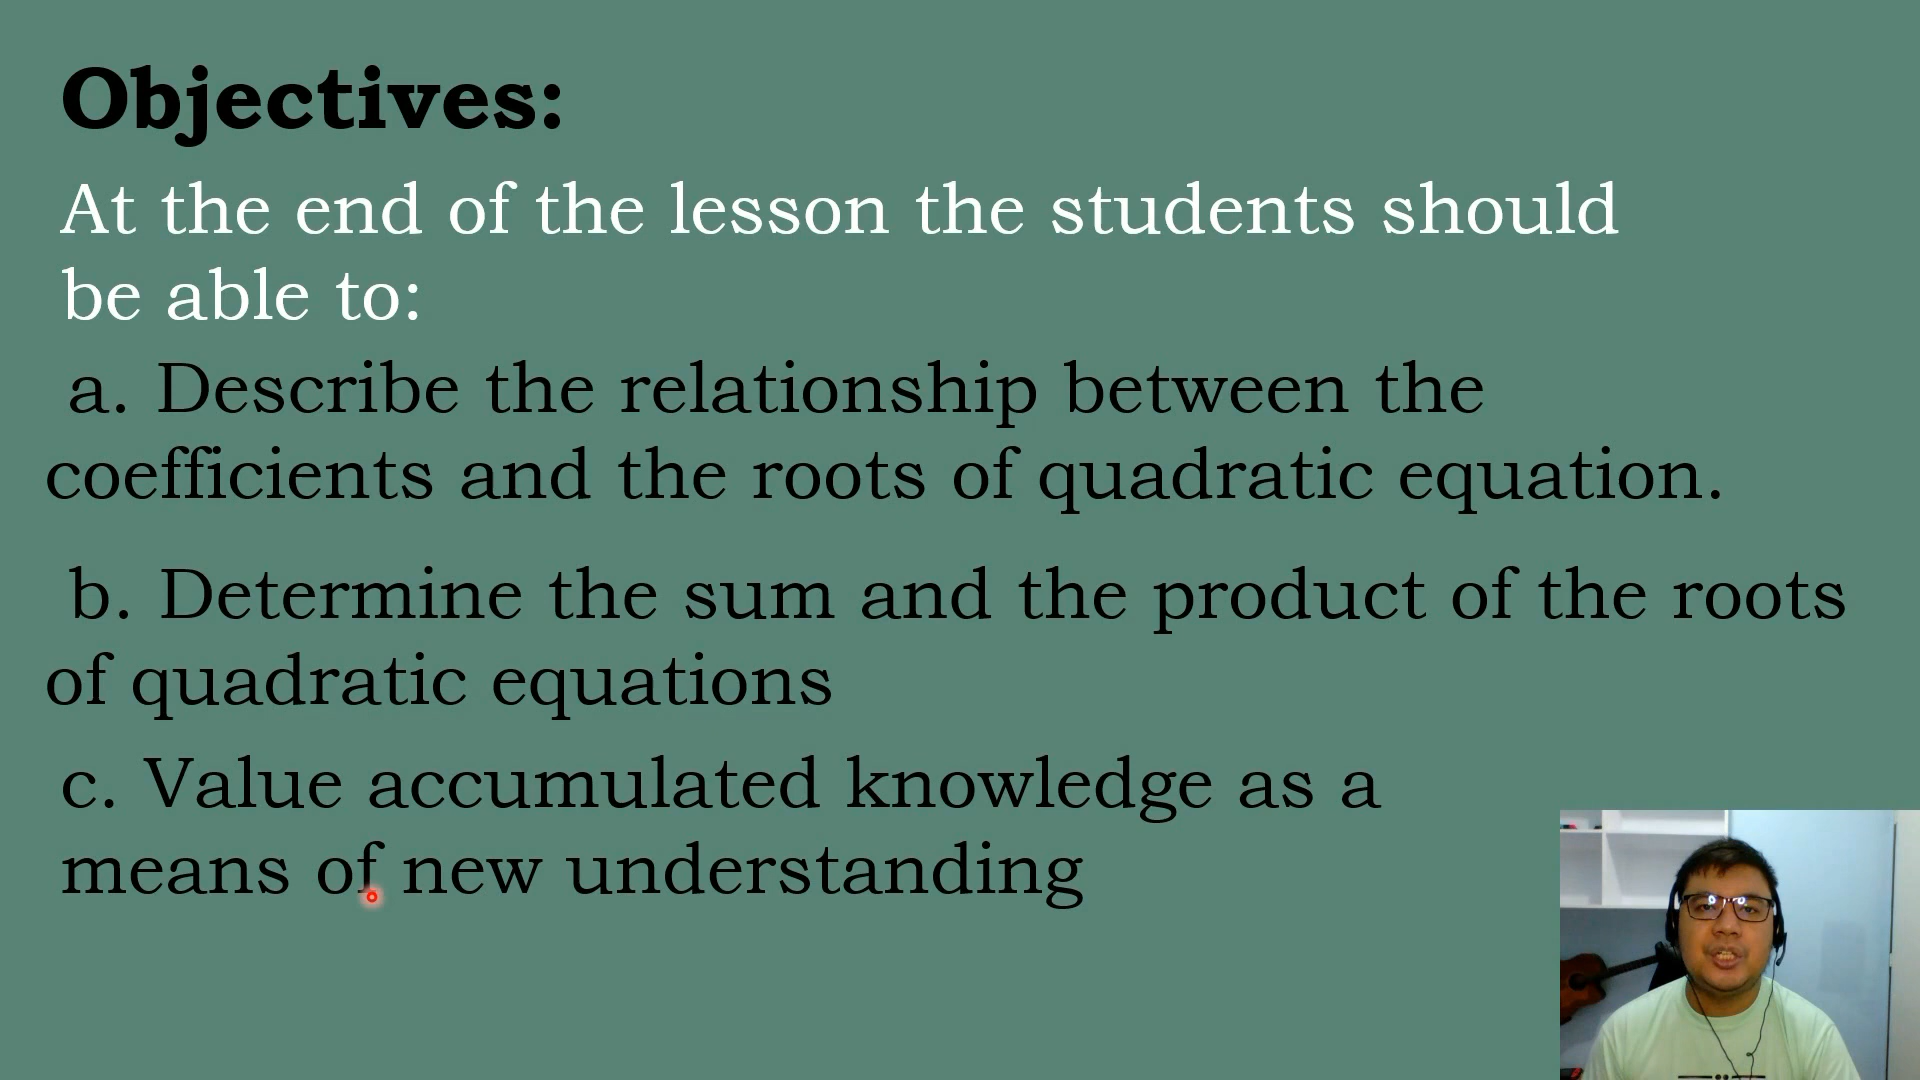 Objectives:
At the end of the lesson the students should
be able to:
a. Describe the relationship between the
coefficients and the roots of quadratic equation.
b. Determine the sum and the product of the roots
of quadratic equations
c. Value accumulated knowledge as a
means of new understanding